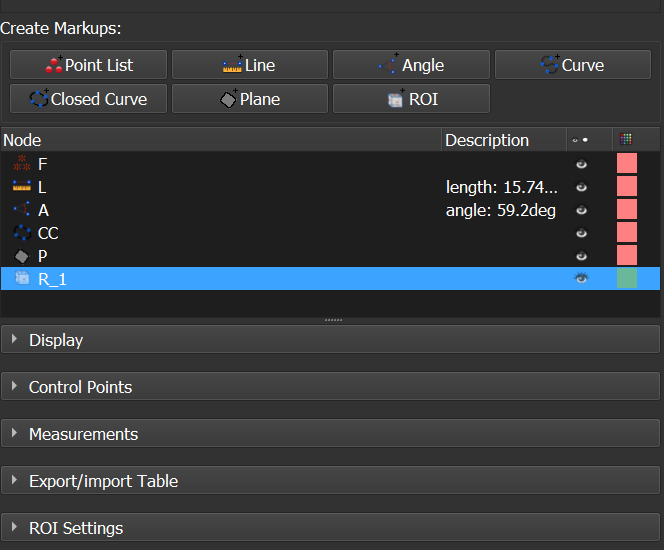 Create Markups:
Point List Line Angle Curve
Closed Curve Plane ROI
Node Description
F
L length: 15.74...
A angle: 59.2deg
CC
P
R_1
Display
Control Points
Measurements
Export/import Table
ROI Settings